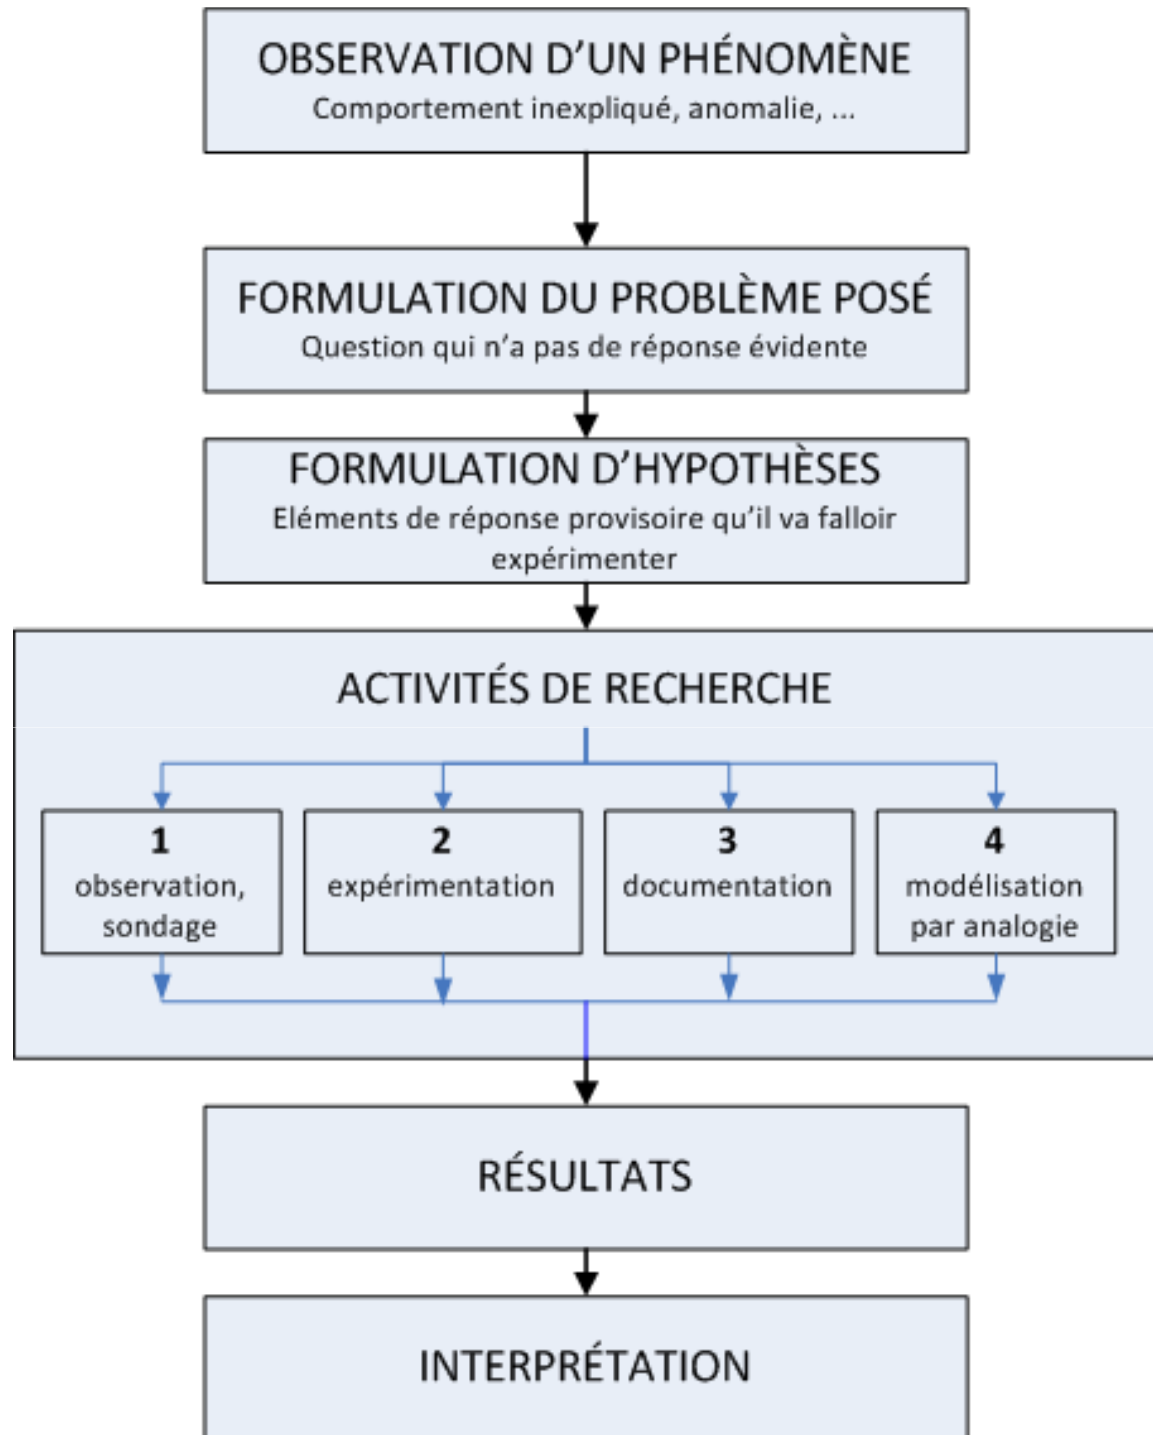 OBSERVATION D'UN PHÉNOMÈNE
Comportement inexpliqué, anomalie, ...
FORMULATION DU PROBLÈME POSÉ
Question qui n'a pas de réponse évidente
FORMULATION D'HYPOTHÈSES
Eléments de réponse provisoire qu'il va falloir
expérimenter
ACTIVITÉS DE RECHERCHE
1
observation,
sondage
2
expérimentation
3
documentation
4
modélisation
par analogie
RÉSULTATS
INTERPRÉTATION